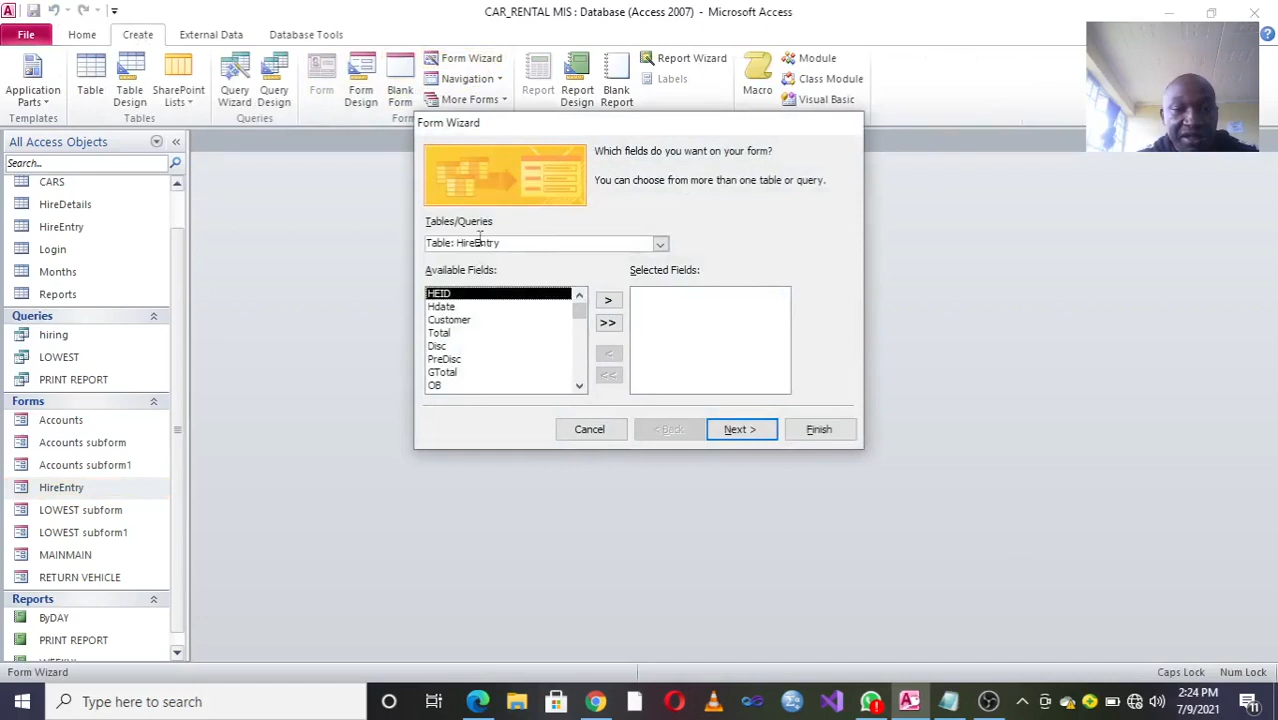 CAR_RENTAL MIS : Database (Access 2007) - Microsoft Access
File Home Create External Data Database Tools
Application Parts
Templates
Table
Table Design
SharePoint Lists
Tables
Query Wizard
Query Design
Queries
Form
Form Design
Blank Form
Form Wizard
Navigation
More Forms
Report
Report Design
Blank Report
Report Wizard
Labels
Macro
Module
Class Module
Visual Basic
All Access Objects
Search...
CARS
HireDetails
HireEntry
Login
Months
Reports
Queries
hiring
LOWEST
PRINT REPORT
Forms
Accounts
Accounts subform
Accounts subform1
HireEntry
LOWEST subform
LOWEST subform1
MAINMAIN
RETURN VEHICLE
Reports
ByDAY
PRINT REPORT
Form Wizard
Which fields do you want on your form?
You can choose from more than one table or query.
Tables/Queries
Table: HireEntry
Available Fields:
Selected Fields:
HEID
Hdate
Customer
Total
Disc
PreDisc
GTotal
OB
>
>>
<
<<
Cancel
< Back
Next >
Finish
Form Wizard
Caps Lock
Num Lock
Type here to search
2:24 PM
7/9/2021
11